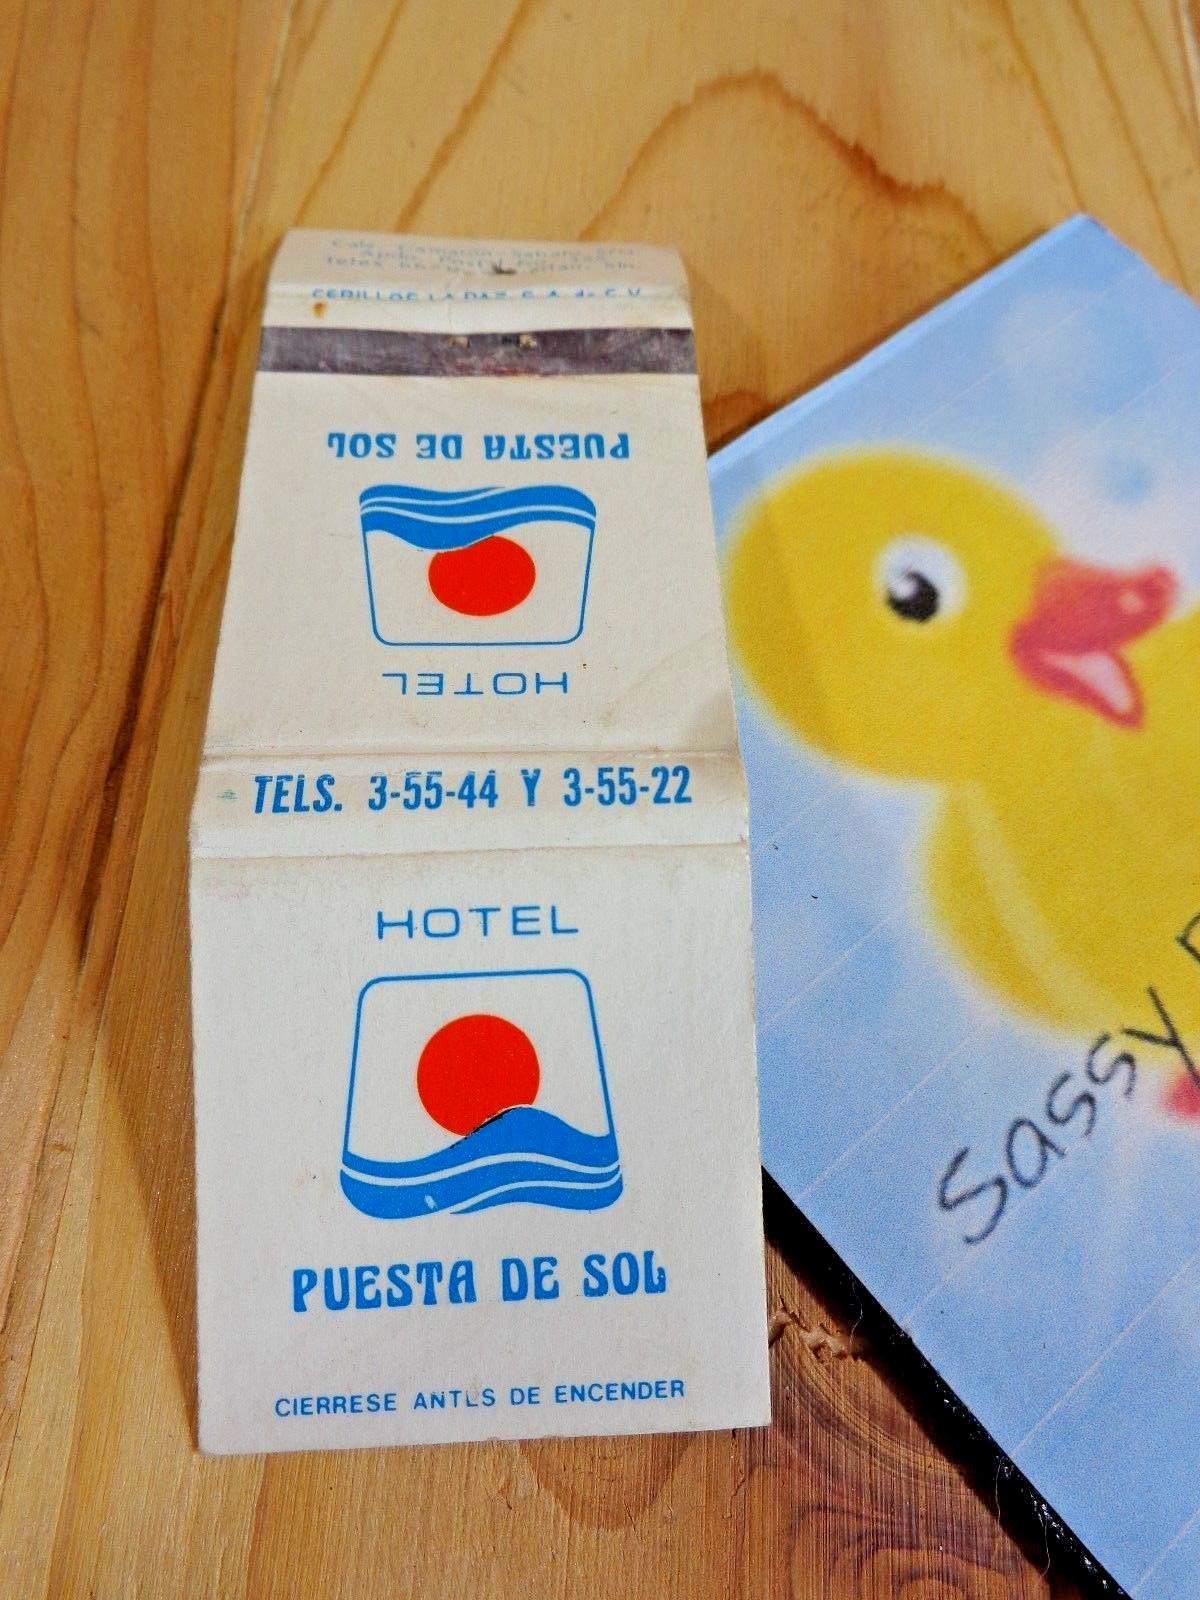 CERILLOS LA PAZ S.A. de C.V.
PUESTA DE SOL
HOTEL
TELS. 3-55-44 Y 3-55-22
HOTEL
PUESTA DE SOL
CIERRESE ANTES DE ENCENDER
Sassy